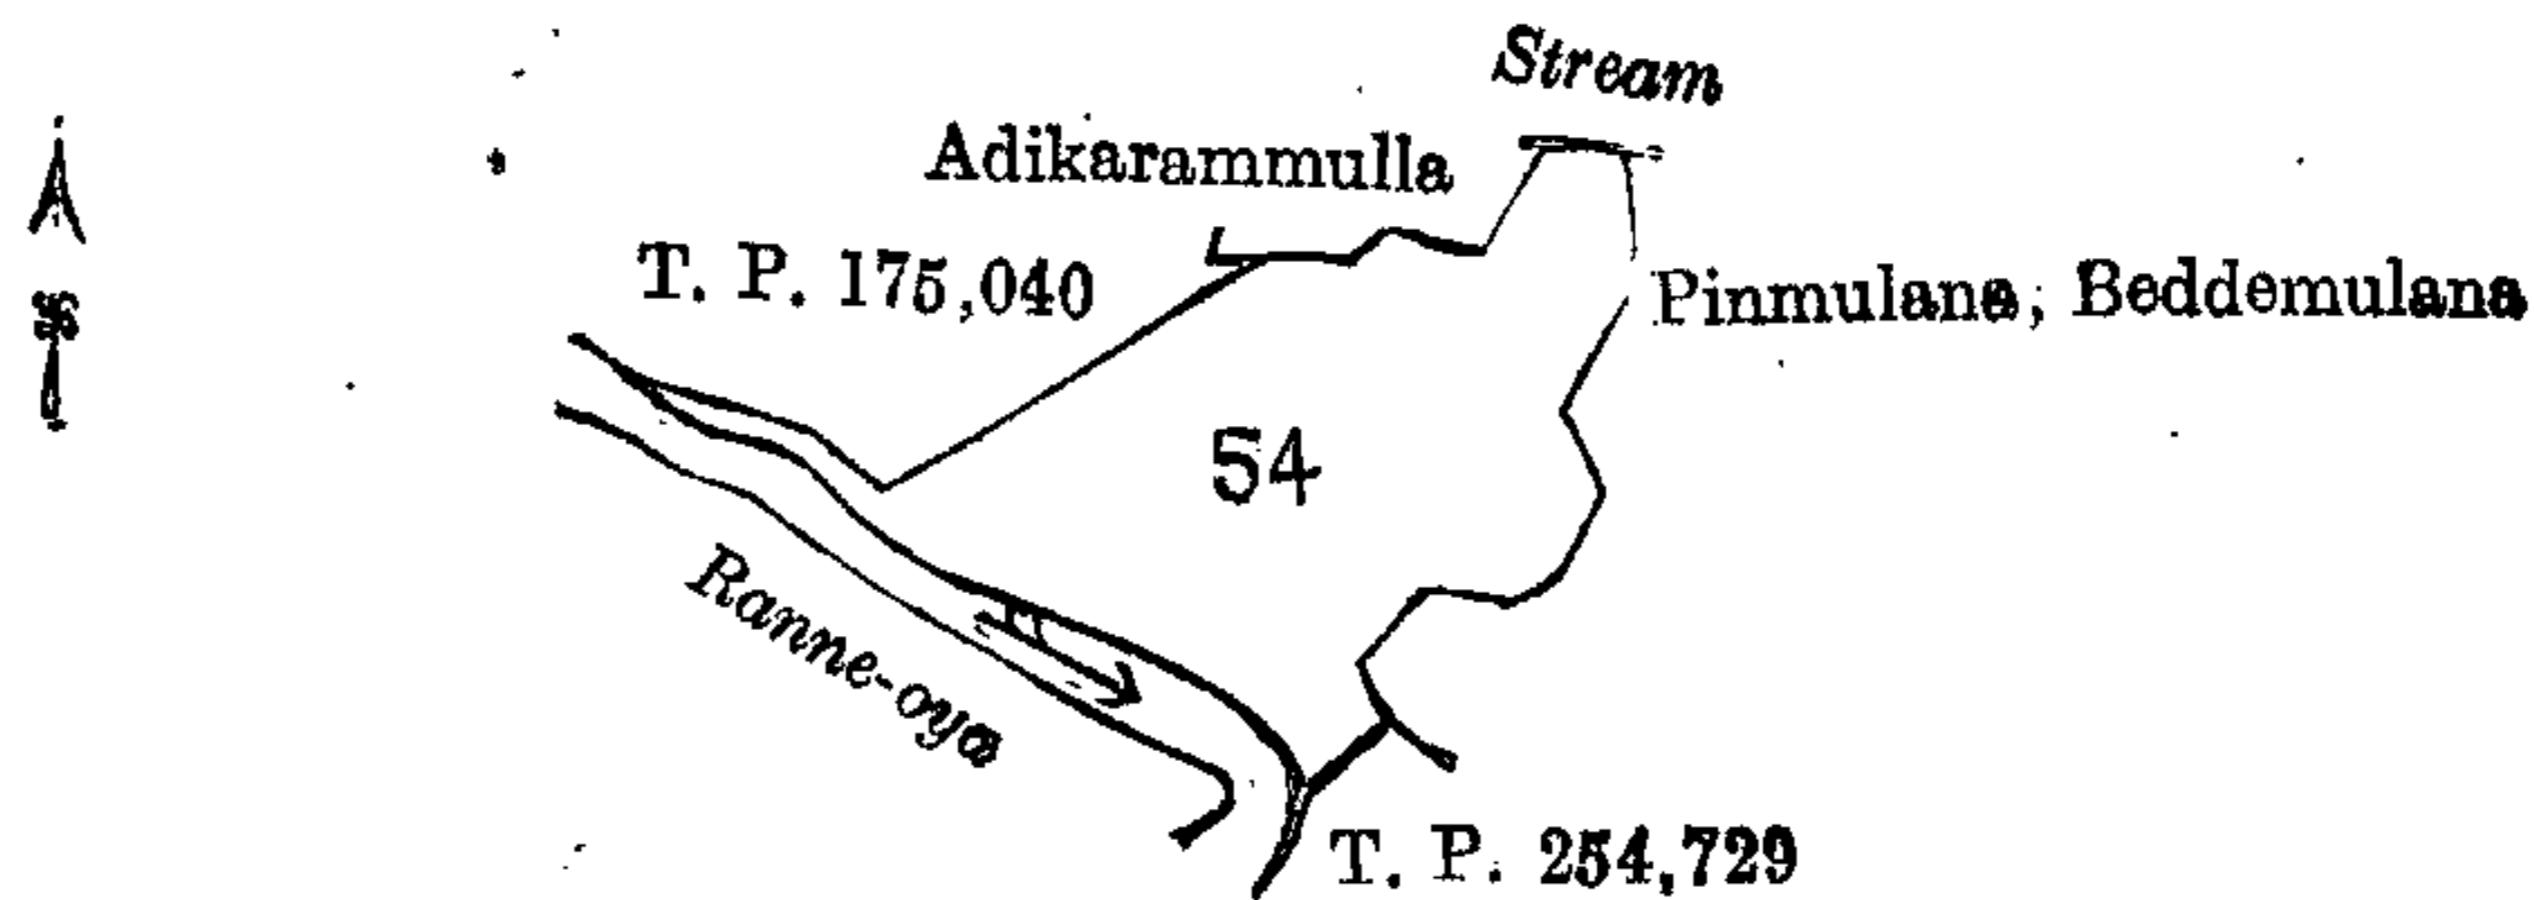 Stream
Adikarammulla
T. P. 175,040
Pinmulana; Beddemulana
54
Ranne-oya
T. P. 254,729